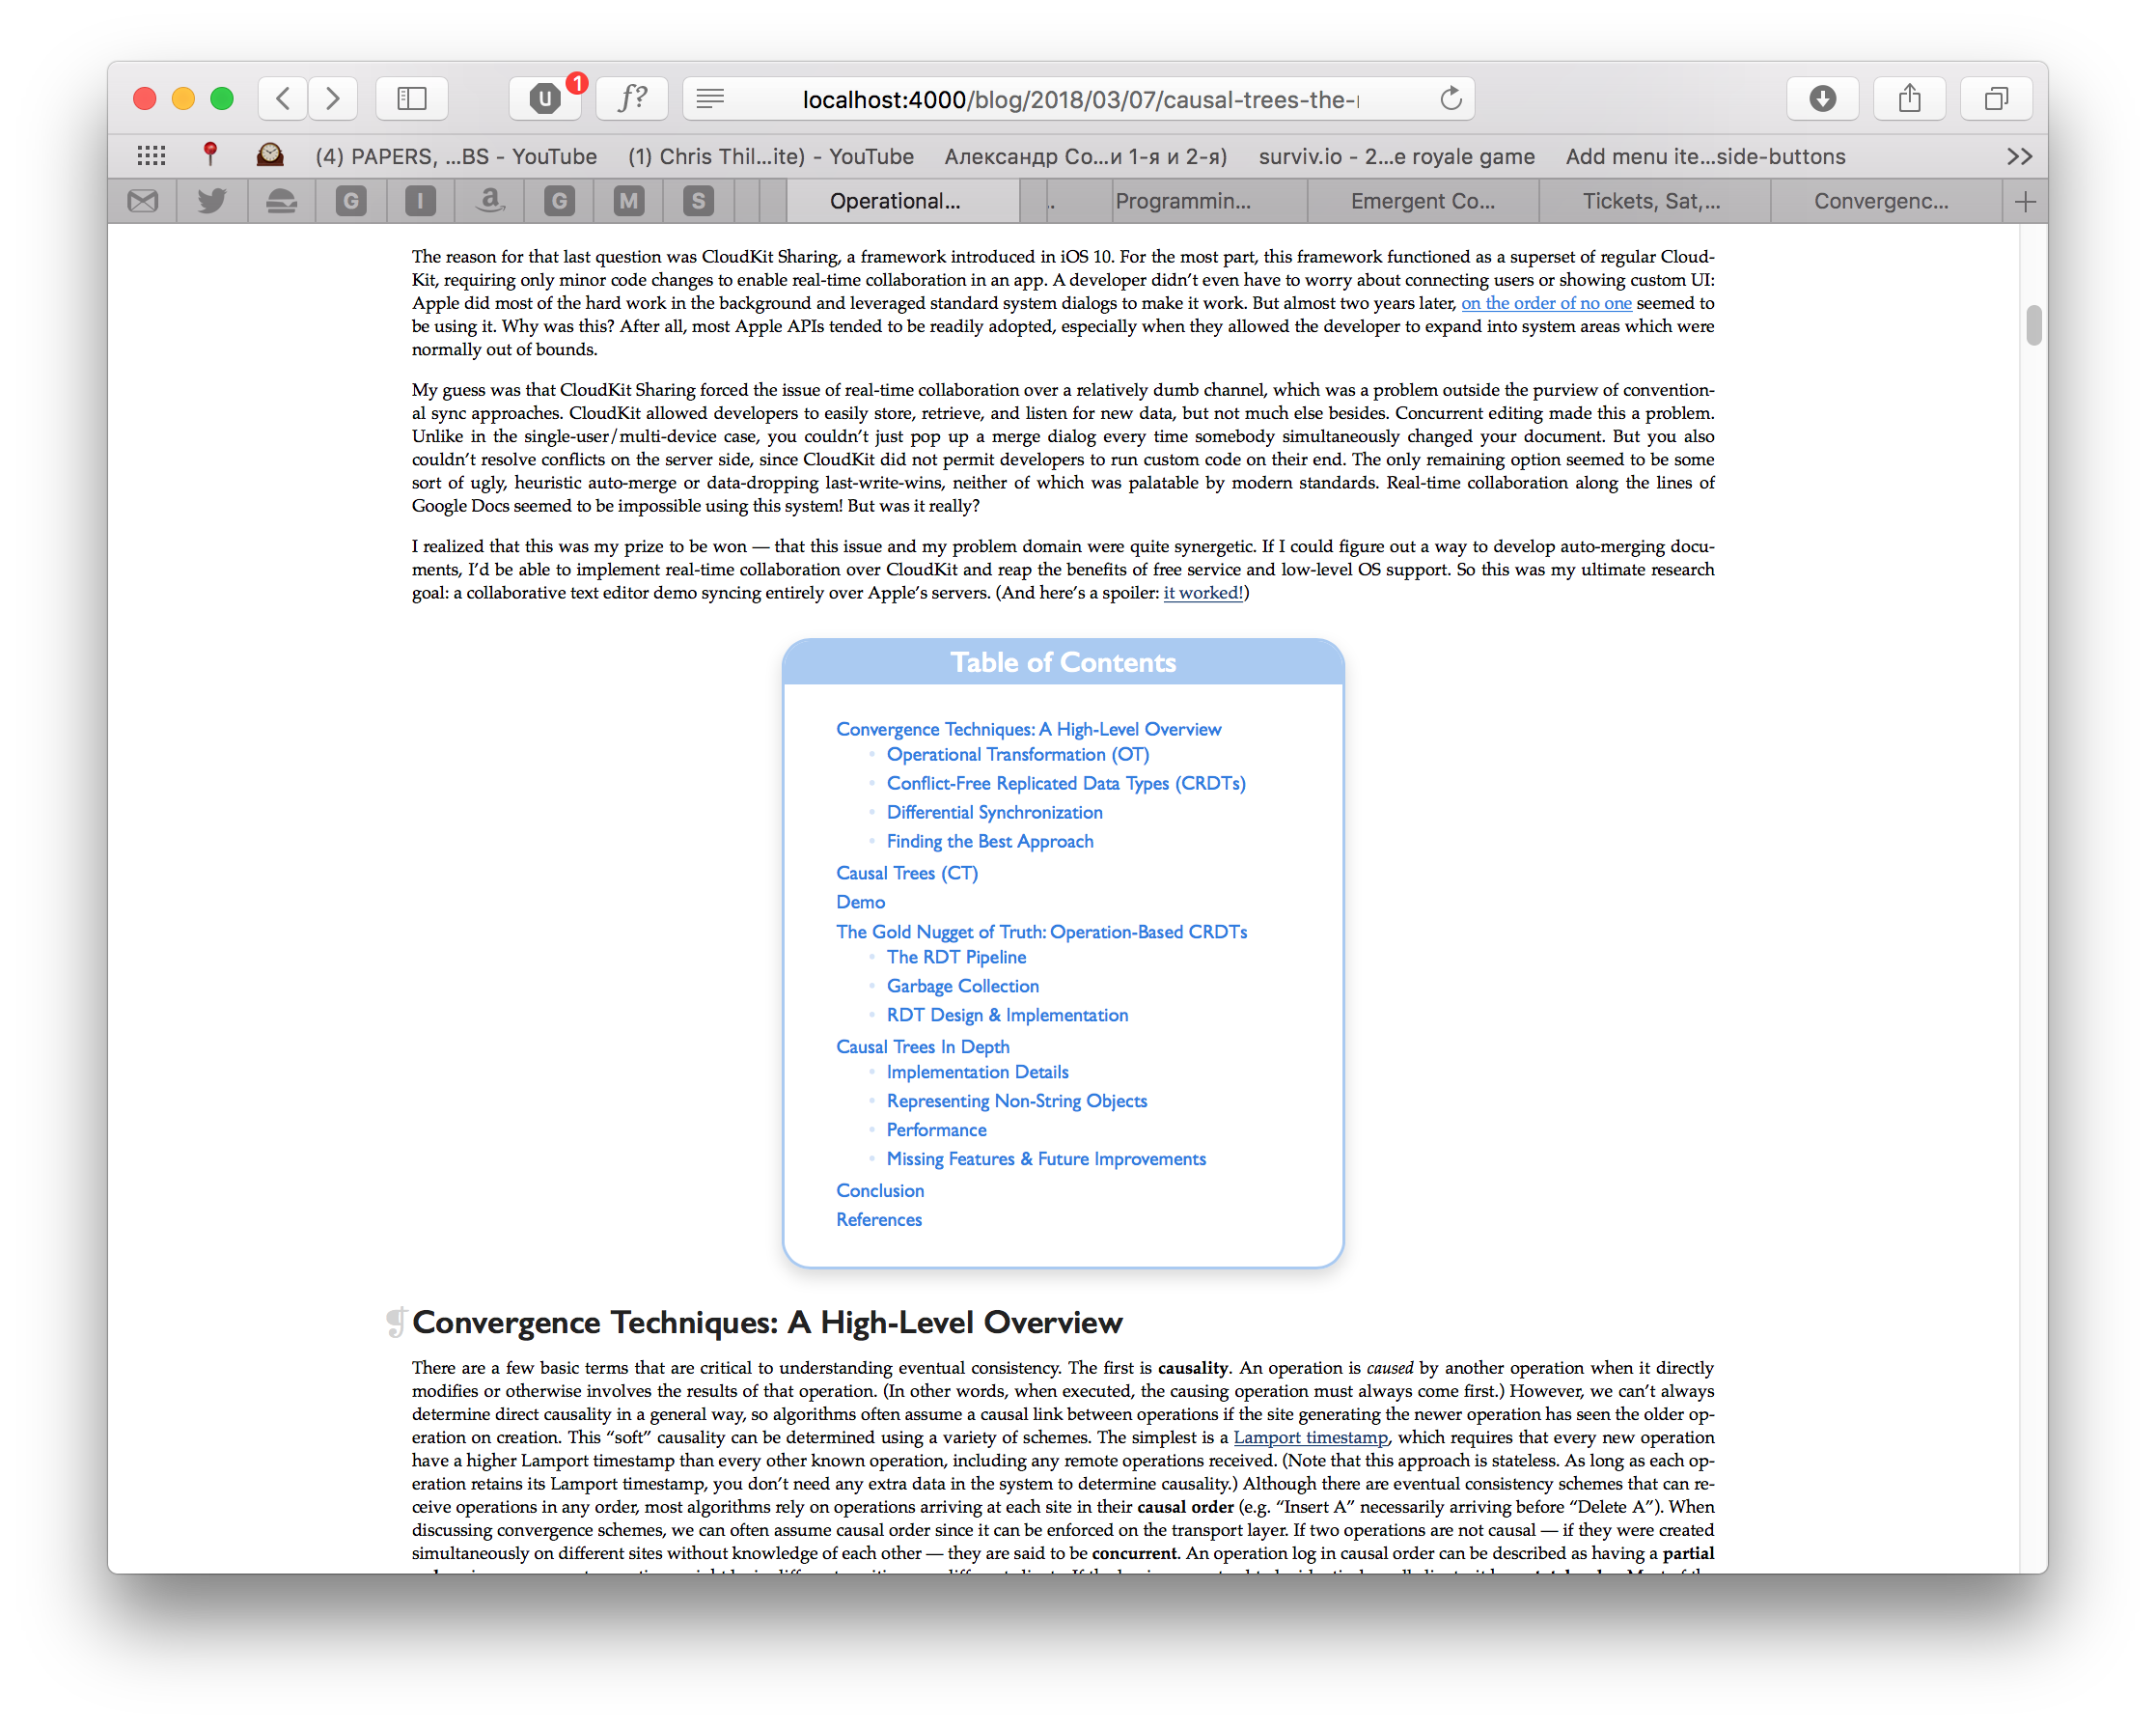 1
U
f?
localhost:4000/blog/2018/03/07/causal-trees-the-
(4) PAPERS, ...BS - YouTube (1) Chris Thil...ite) - YouTube Александр Со...и 1-я и 2-я) surviv.io - 2...e royale game Add menu ite...side-buttons >>
G I a G M S Operational... .. Programmin... Emergent Co... Tickets, Sat,... Convergenc... +
The reason for that last question was CloudKit Sharing, a framework introduced in iOS 10. For the most part, this framework functioned as a superset of regular Cloud-
Kit, requiring only minor code changes to enable real-time collaboration in an app. A developer didn’t even have to worry about connecting users or showing custom UI:
Apple did most of the hard work in the background and leveraged standard system dialogs to make it work. But almost two years later, on the order of no one seemed to
be using it. Why was this? After all, most Apple APIs tended to be readily adopted, especially when they allowed the developer to expand into system areas which were
normally out of bounds.
My guess was that CloudKit Sharing forced the issue of real-time collaboration over a relatively dumb channel, which was a problem outside the purview of convention-
al sync approaches. CloudKit allowed developers to easily store, retrieve, and listen for new data, but not much else besides. Concurrent editing made this a problem.
Unlike in the single-user/multi-device case, you couldn’t just pop up a merge dialog every time somebody simultaneously changed your document. But you also
couldn’t resolve conflicts on the server side, since CloudKit did not permit developers to run custom code on their end. The only remaining option seemed to be some
sort of ugly, heuristic auto-merge or data-dropping last-write-wins, neither of which was palatable by modern standards. Real-time collaboration along the lines of
Google Docs seemed to be impossible using this system! But was it really?
I realized that this was my prize to be won — that this issue and my problem domain were quite synergetic. If I could figure out a way to develop auto-merging docu-
ments, I’d be able to implement real-time collaboration over CloudKit and reap the benefits of free service and low-level OS support. So this was my ultimate research
goal: a collaborative text editor demo syncing entirely over Apple’s servers. (And here’s a spoiler: it worked!)
Table of Contents
Convergence Techniques: A High-Level Overview
• Operational Transformation (OT)
• Conflict-Free Replicated Data Types (CRDTs)
• Differential Synchronization
• Finding the Best Approach
Causal Trees (CT)
Demo
The Gold Nugget of Truth: Operation-Based CRDTs
• The RDT Pipeline
• Garbage Collection
• RDT Design & Implementation
Causal Trees In Depth
• Implementation Details
• Representing Non-String Objects
• Performance
• Missing Features & Future Improvements
Conclusion
References
¶ Convergence Techniques: A High-Level Overview
There are a few basic terms that are critical to understanding eventual consistency. The first is causality. An operation is caused by another operation when it directly
modifies or otherwise involves the results of that operation. (In other words, when executed, the causing operation must always come first.) However, we can’t always
determine direct causality in a general way, so algorithms often assume a causal link between operations if the site generating the newer operation has seen the older op-
eration on creation. This “soft” causality can be determined using a variety of schemes. The simplest is a Lamport timestamp, which requires that every new operation
have a higher Lamport timestamp than every other known operation, including any remote operations received. (Note that this approach is stateless. As long as each op-
eration retains its Lamport timestamp, you don’t need any extra data in the system to determine causality.) Although there are eventual consistency schemes that can re-
ceive operations in any order, most algorithms rely on operations arriving at each site in their causal order (e.g. “Insert A” necessarily arriving before “Delete A”). When
discussing convergence schemes, we can often assume causal order since it can be enforced on the transport layer. If two operations are not causal — if they were created
simultaneously on different sites without knowledge of each other — they are said to be concurrent. An operation log in causal order can be described as having a partial